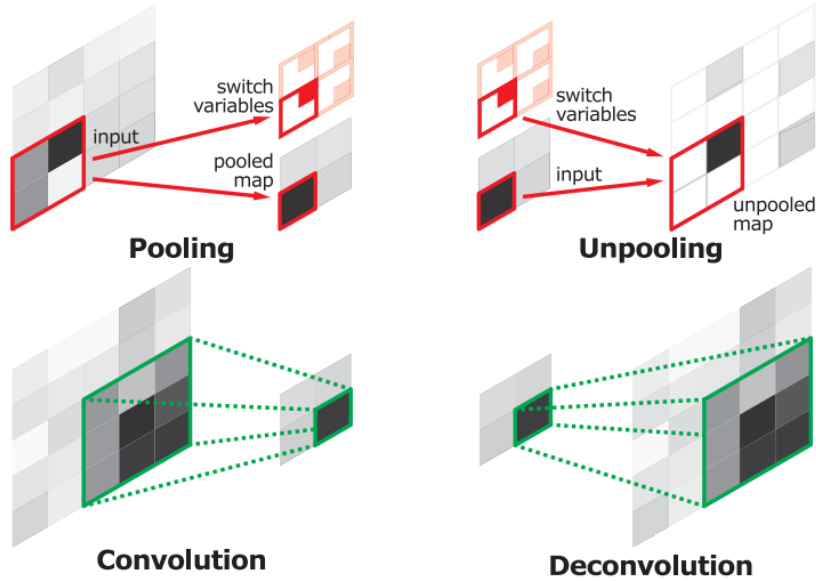 switch
variables
input
pooled
map
Pooling
switch
variables
input
unpooled
map
Unpooling
Convolution
Deconvolution